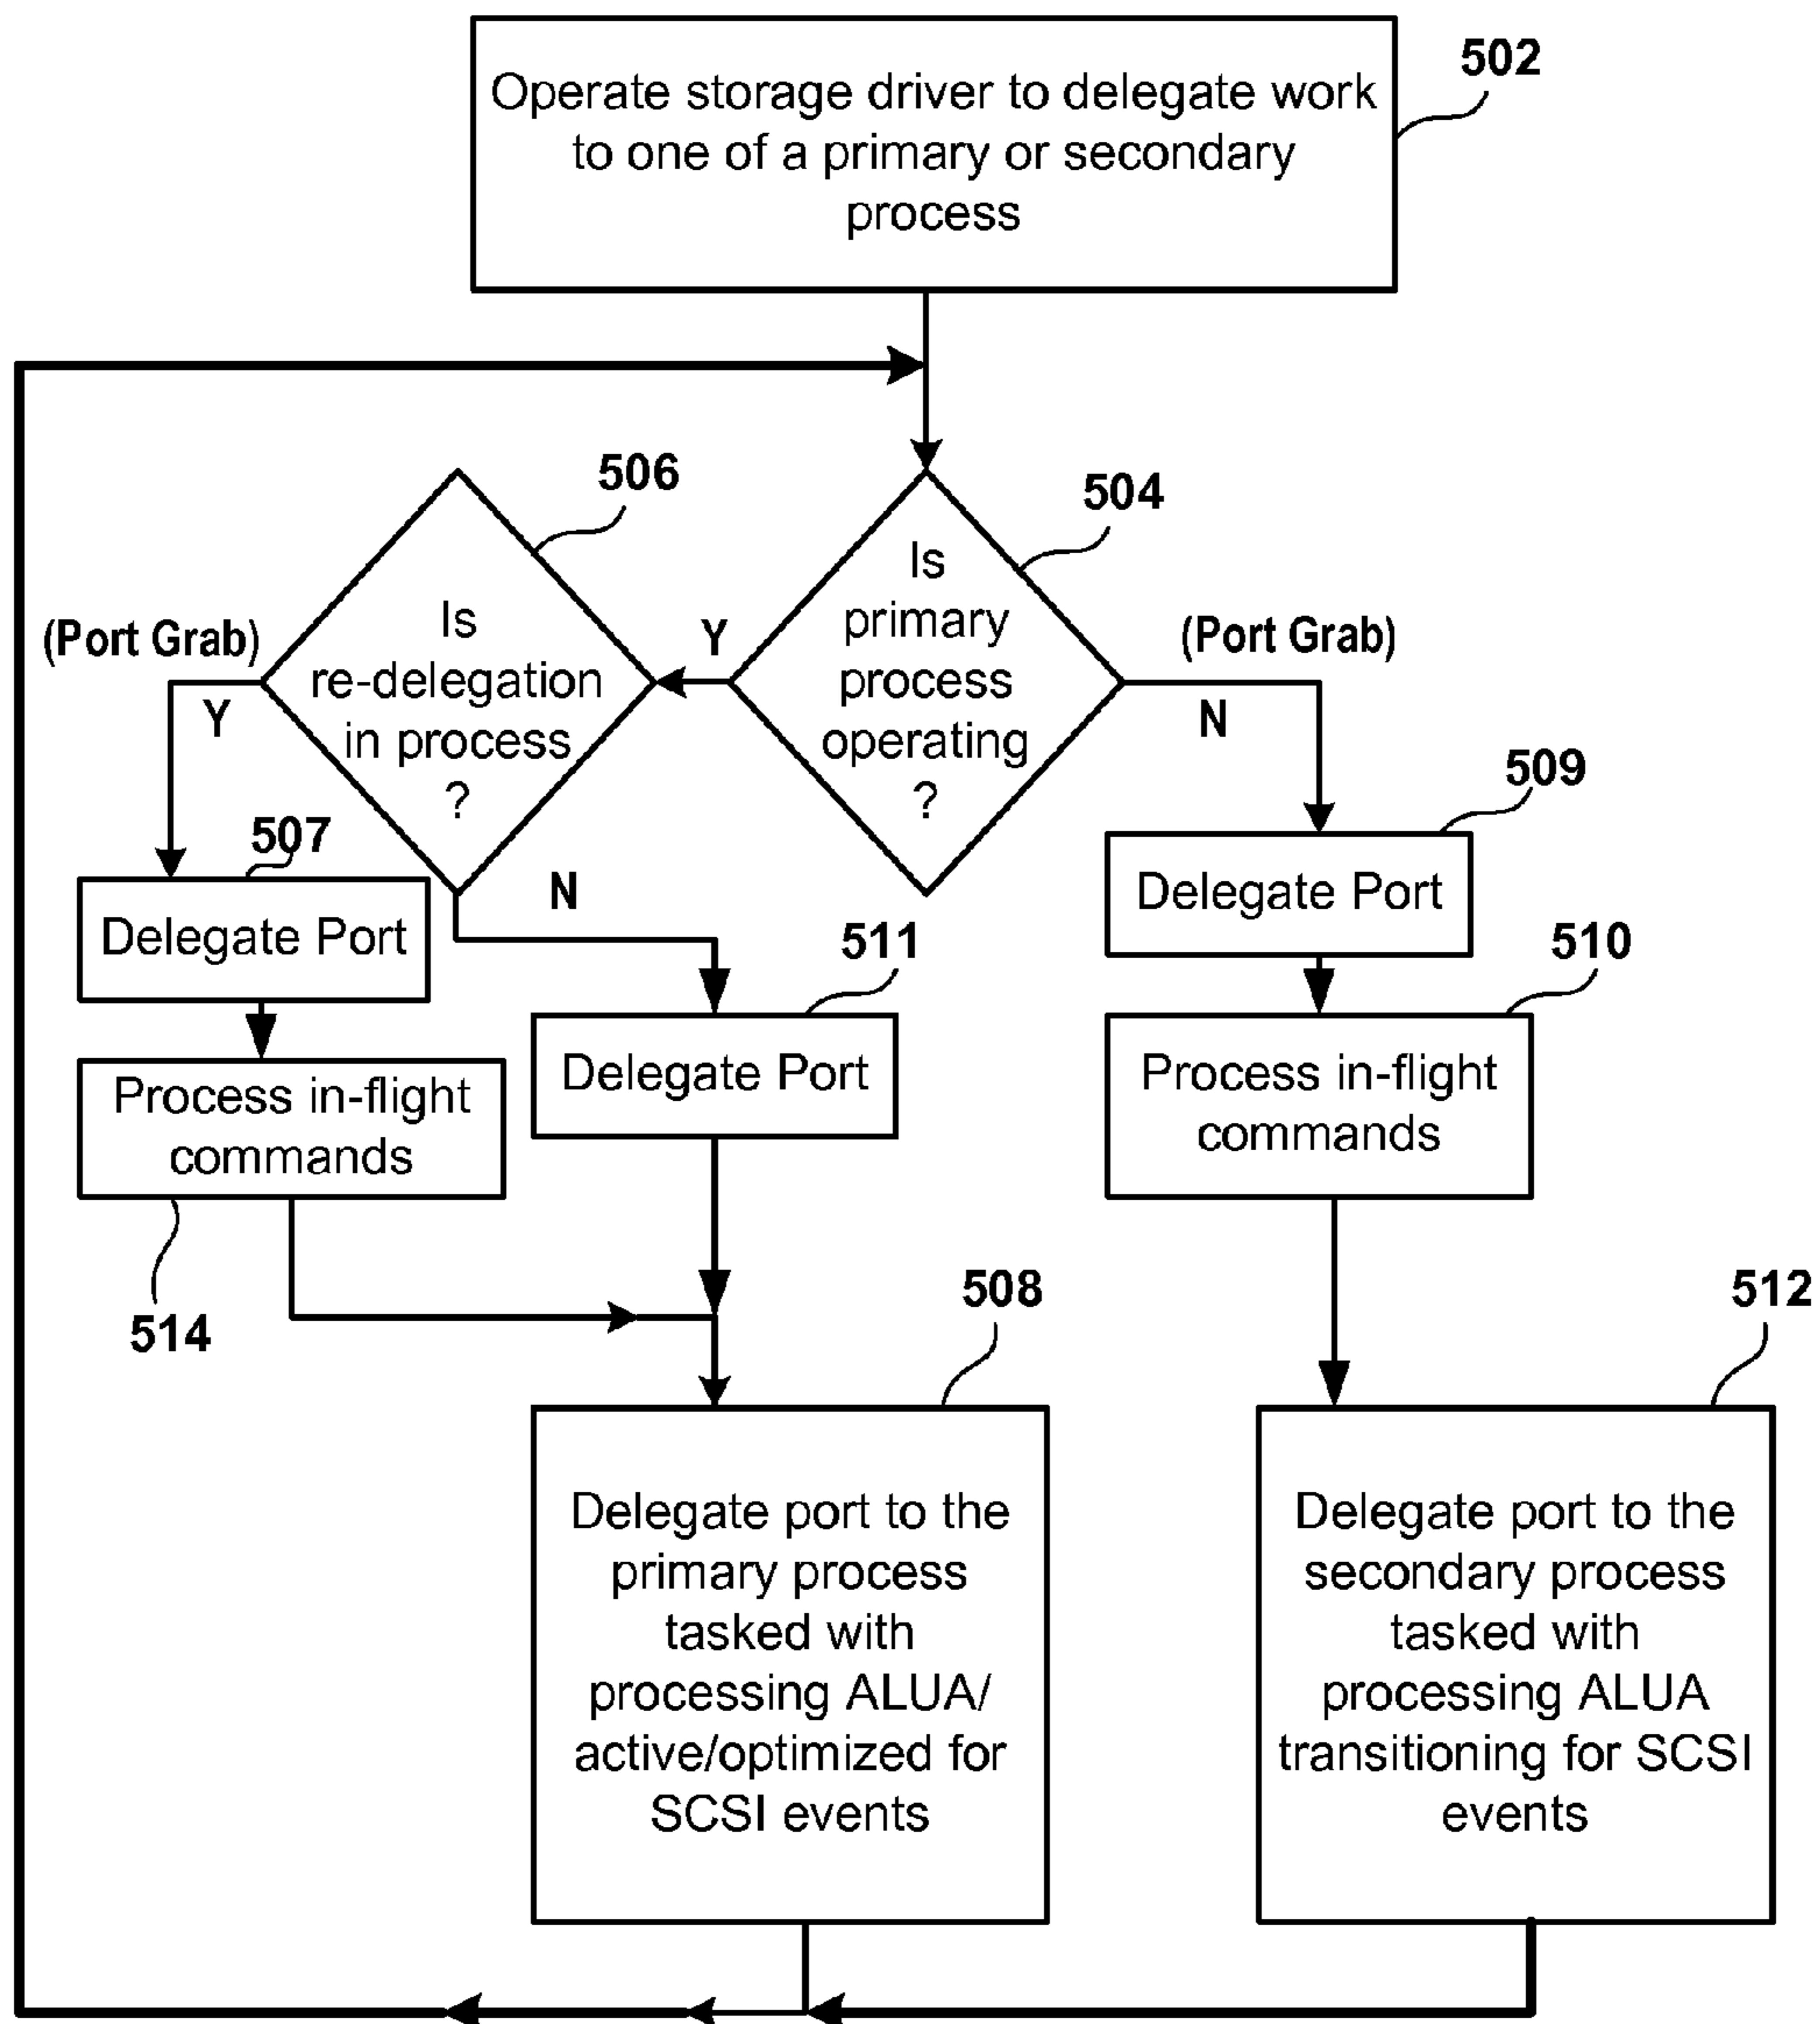 Operate storage driver to delegate work
to one of a primary or secondary
process
502
506
504
Is
re-delegation
in process
?
Is
primary
process
operating
?
(Port Grab)
Y
Y
(Port Grab)
N
507
Delegate Port
N
509
Delegate Port
511
Delegate Port
510
Process in-flight
commands
Process in-flight
commands
514
508
512
Delegate port to the
primary process
tasked with
processing ALUA/
active/optimized for
SCSI events
Delegate port to the
secondary process
tasked with
processing ALUA
transitioning for SCSI
events